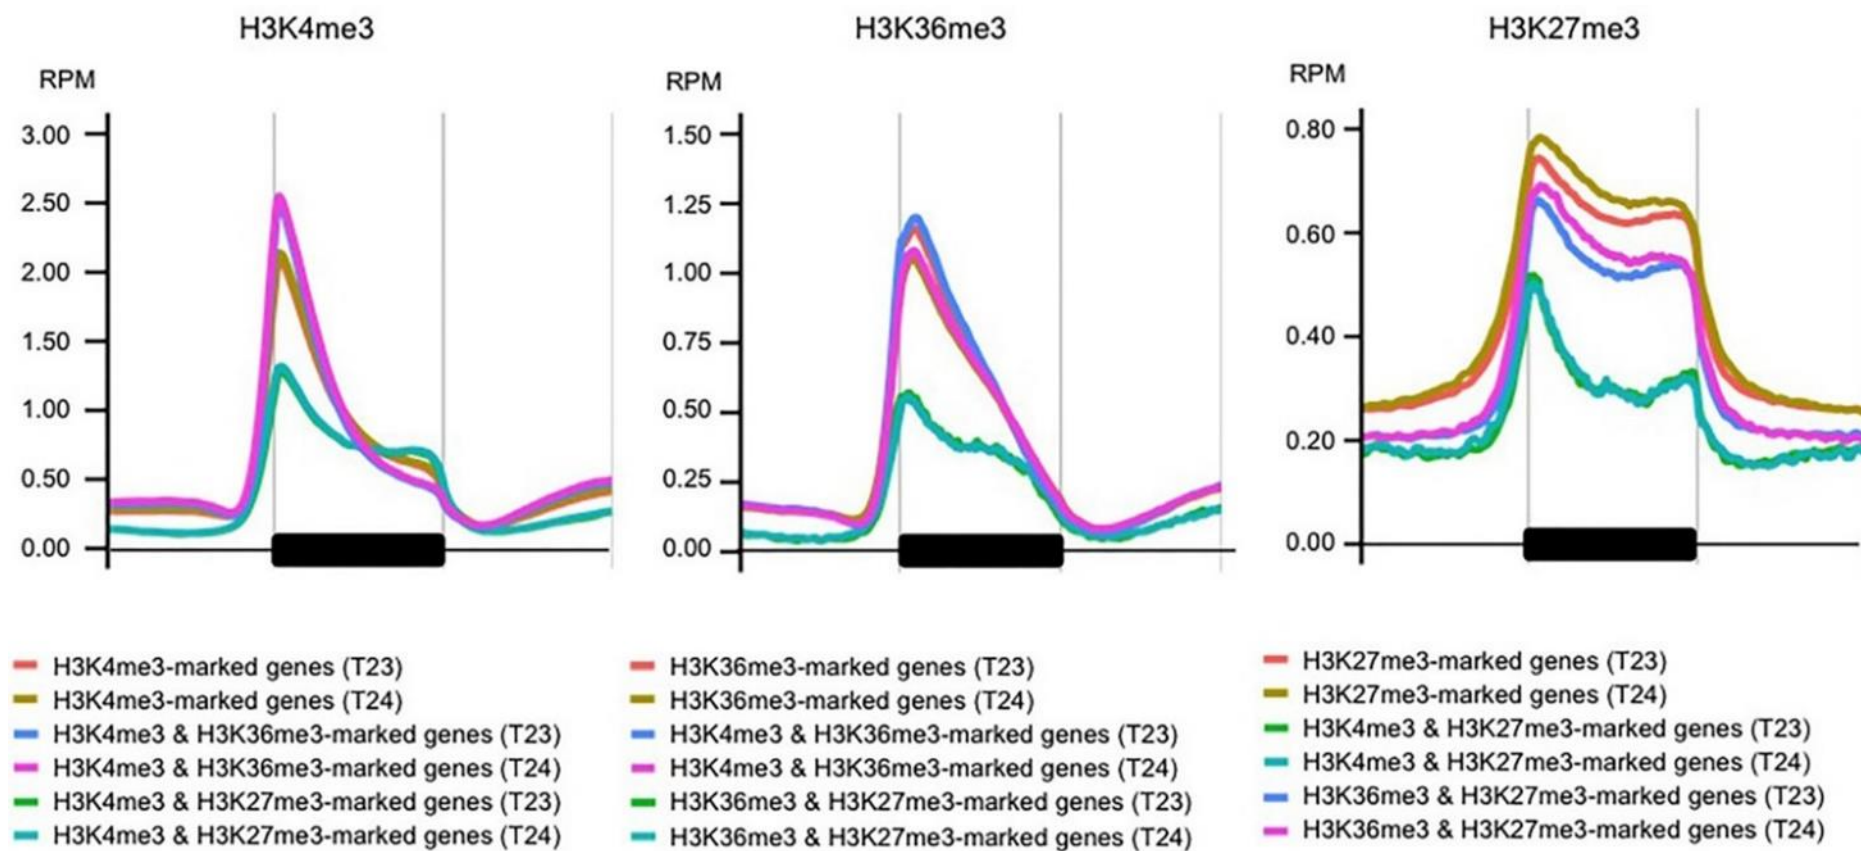 H3K4me3
RPM
3.00
2.50
2.00
1.50
1.00
0.50
0.00
H3K4me3-marked genes (T23)
H3K4me3-marked genes (T24)
H3K4me3 & H3K36me3-marked genes (T23)
H3K4me3 & H3K36me3-marked genes (T24)
H3K4me3 & H3K27me3-marked genes (T23)
H3K4me3 & H3K27me3-marked genes (T24)
H3K36me3
RPM
1.50
1.25
1.00
0.75
0.50
0.25
0.00
H3K36me3-marked genes (T23)
H3K36me3-marked genes (T24)
H3K4me3 & H3K36me3-marked genes (T23)
H3K4me3 & H3K36me3-marked genes (T24)
H3K36me3 & H3K27me3-marked genes (T23)
H3K36me3 & H3K27me3-marked genes (T24)
H3K27me3
RPM
0.80
0.60
0.40
0.20
0.00
H3K27me3-marked genes (T23)
H3K27me3-marked genes (T24)
H3K4me3 & H3K27me3-marked genes (T23)
H3K4me3 & H3K27me3-marked genes (T24)
H3K36me3 & H3K27me3-marked genes (T23)
H3K36me3 & H3K27me3-marked genes (T24)